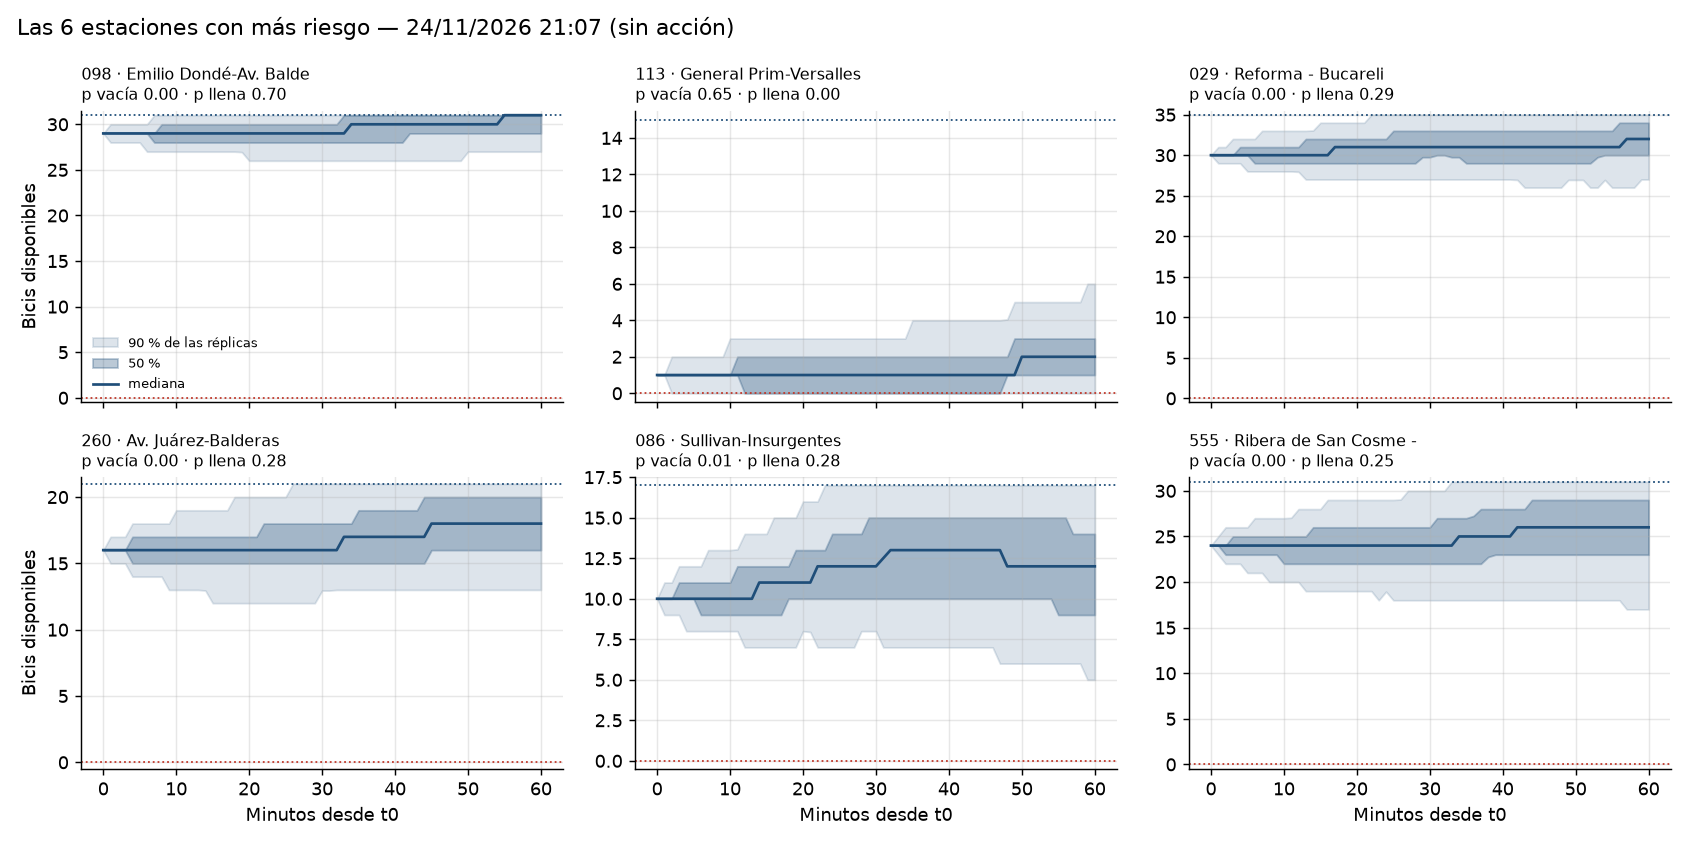 Las 6 estaciones con más riesgo — 24/11/2026 21:07 (sin acción)
098 · Emilio Dondé-Av. Balde
p vacía 0.00 · p llena 0.70
30
25
20
15
10
5
0
Bicis disponibles
90 % de las réplicas
50 %
mediana
113 · General Prim-Versalles
p vacía 0.65 · p llena 0.00
14
12
10
8
6
4
2
0
029 · Reforma - Bucareli
p vacía 0.00 · p llena 0.29
35
30
25
20
15
10
5
0
260 · Av. Juárez-Balderas
p vacía 0.00 · p llena 0.28
20
15
10
5
0
Bicis disponibles
0 10 20 30 40 50 60
Minutos desde t0
086 · Sullivan-Insurgentes
p vacía 0.01 · p llena 0.28
17.5
15.0
12.5
10.0
7.5
5.0
2.5
0.0
0 10 20 30 40 50 60
Minutos desde t0
555 · Ribera de San Cosme -
p vacía 0.00 · p llena 0.25
30
25
20
15
10
5
0
0 10 20 30 40 50 60
Minutos desde t0